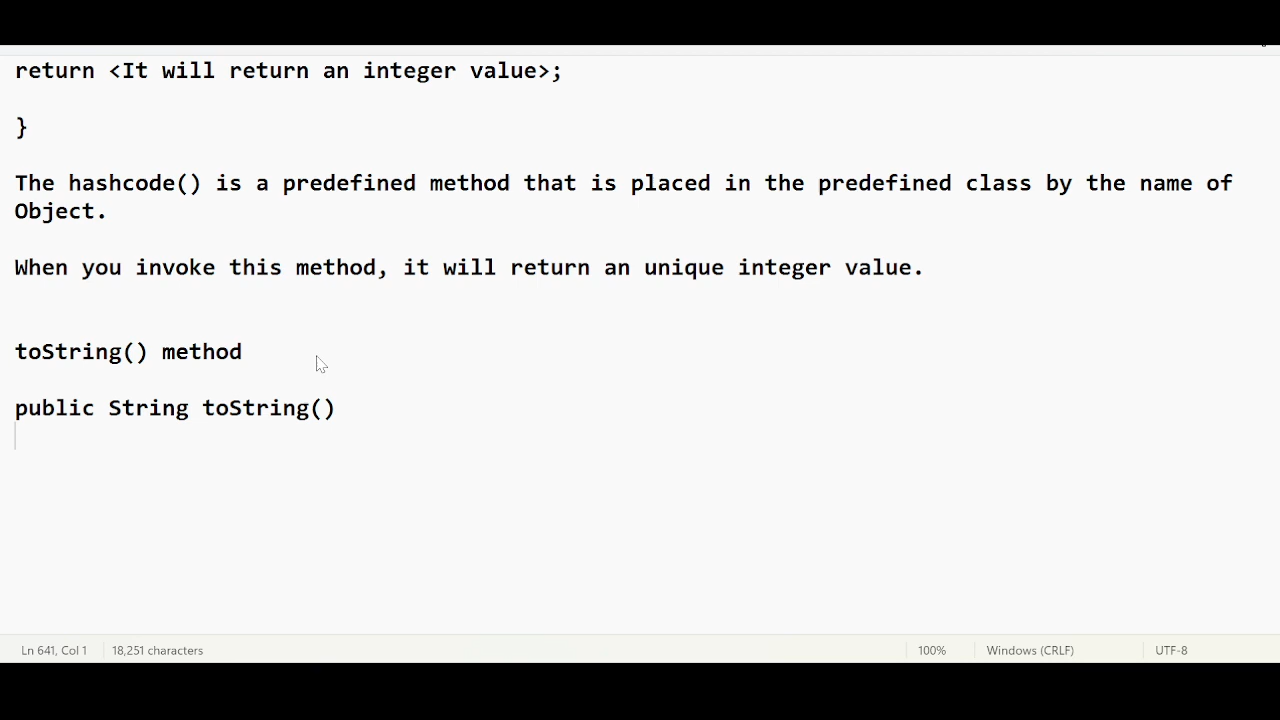 return <It will return an integer value>;
}
The hashcode() is a predefined method that is placed in the predefined class by the name of
Object.
When you invoke this method, it will return an unique integer value.
toString() method
public String toString()
Ln 641, Col 1
18,251 characters
100%
Windows (CRLF)
UTF-8